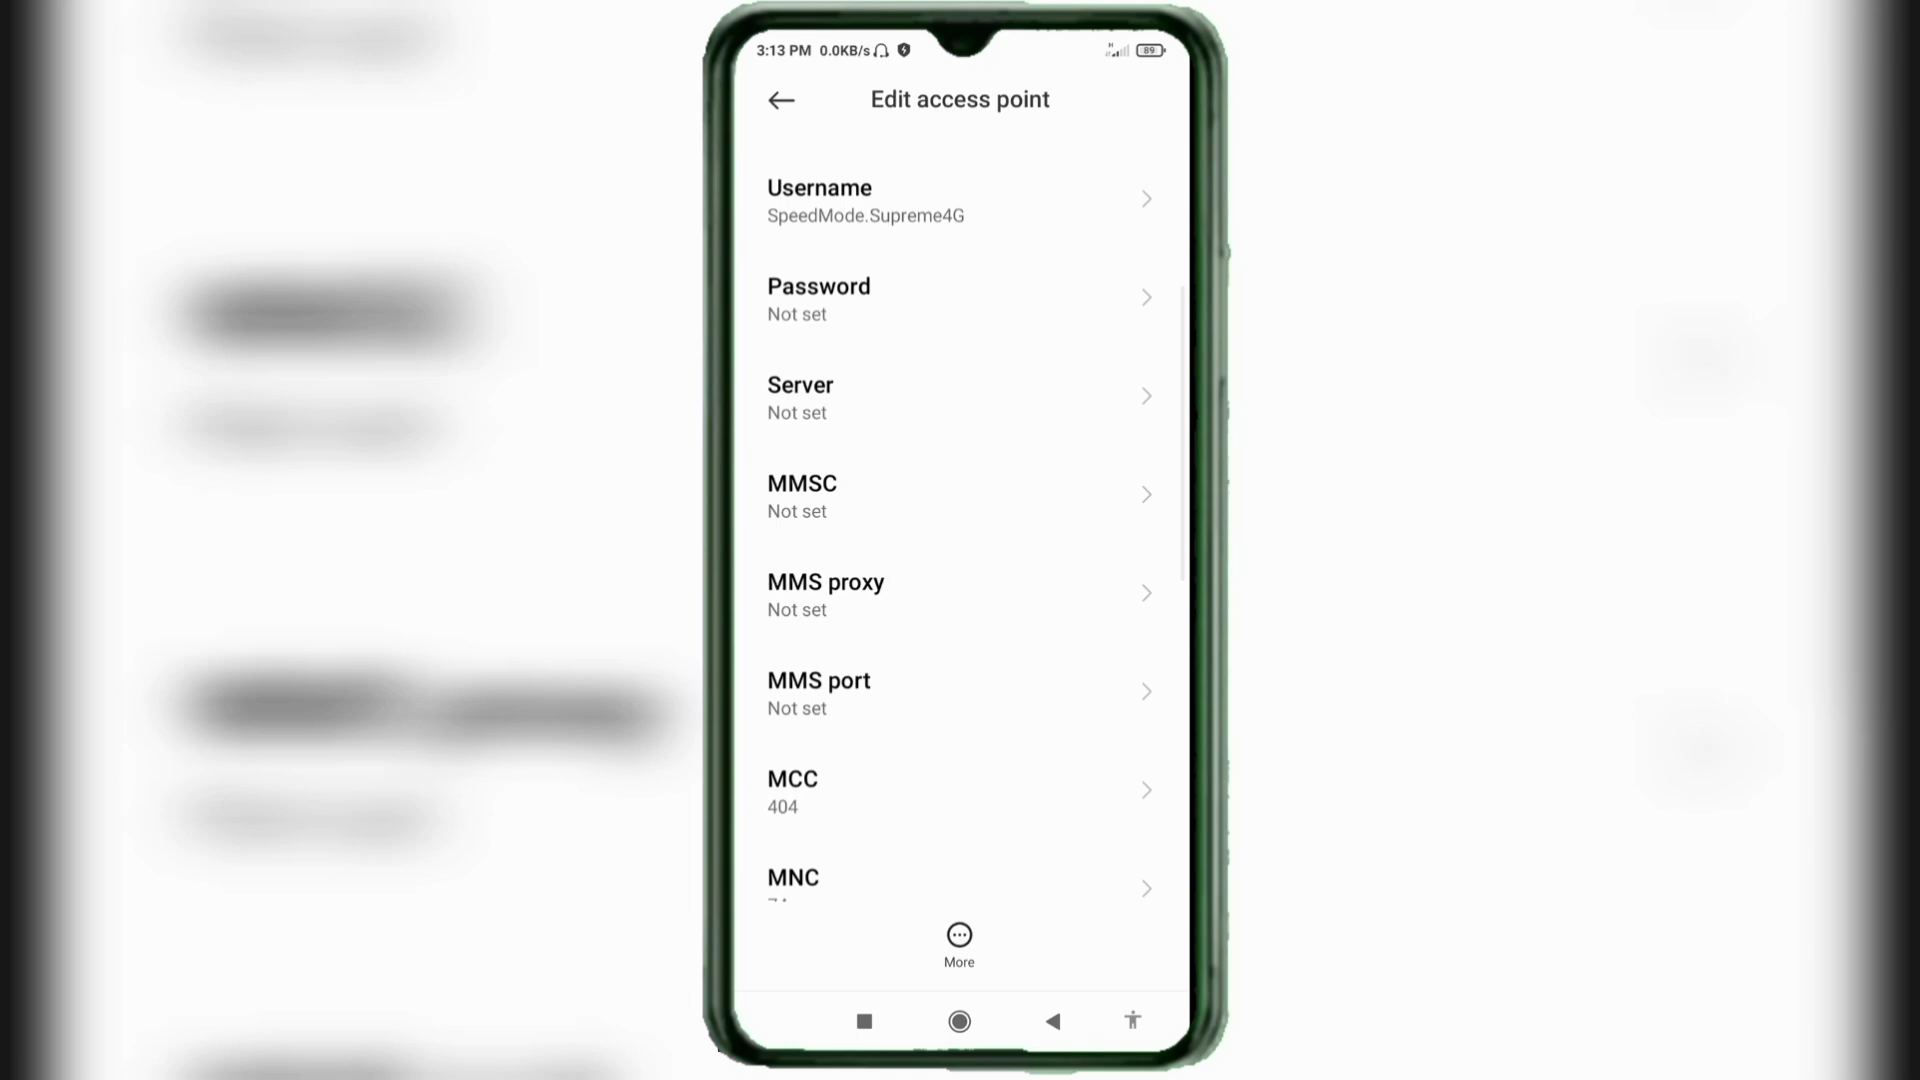 3:13 PM 0.0KB/s H 89
Edit access point
Username
SpeedMode.Supreme4G
Password
Not set
Server
Not set
MMSC
Not set
MMS proxy
Not set
MMS port
Not set
MCC
404
MNC
More